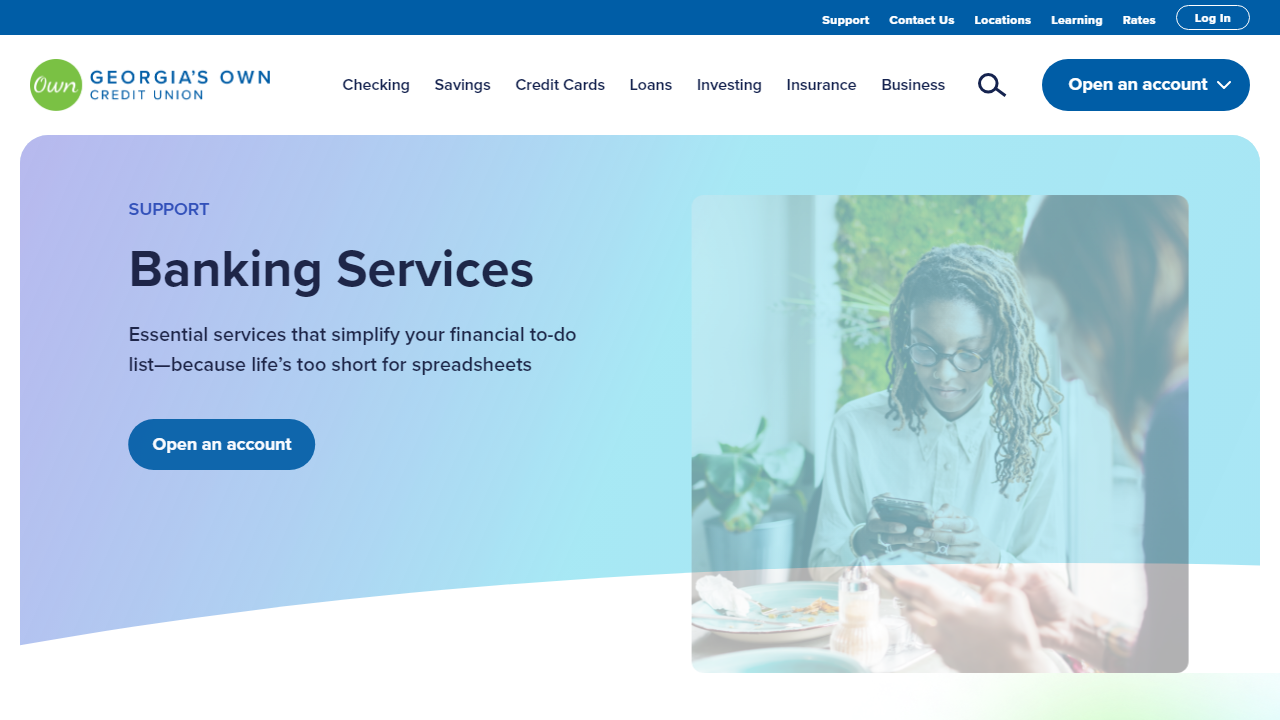 Support Contact Us Locations Learning Rates Log In
Own GEORGIA'S OWN
CREDIT UNION
Checking Savings Credit Cards Loans Investing Insurance Business Open an account
SUPPORT
Banking Services
Essential services that simplify your financial to-do
list—because life’s too short for spreadsheets
Open an account